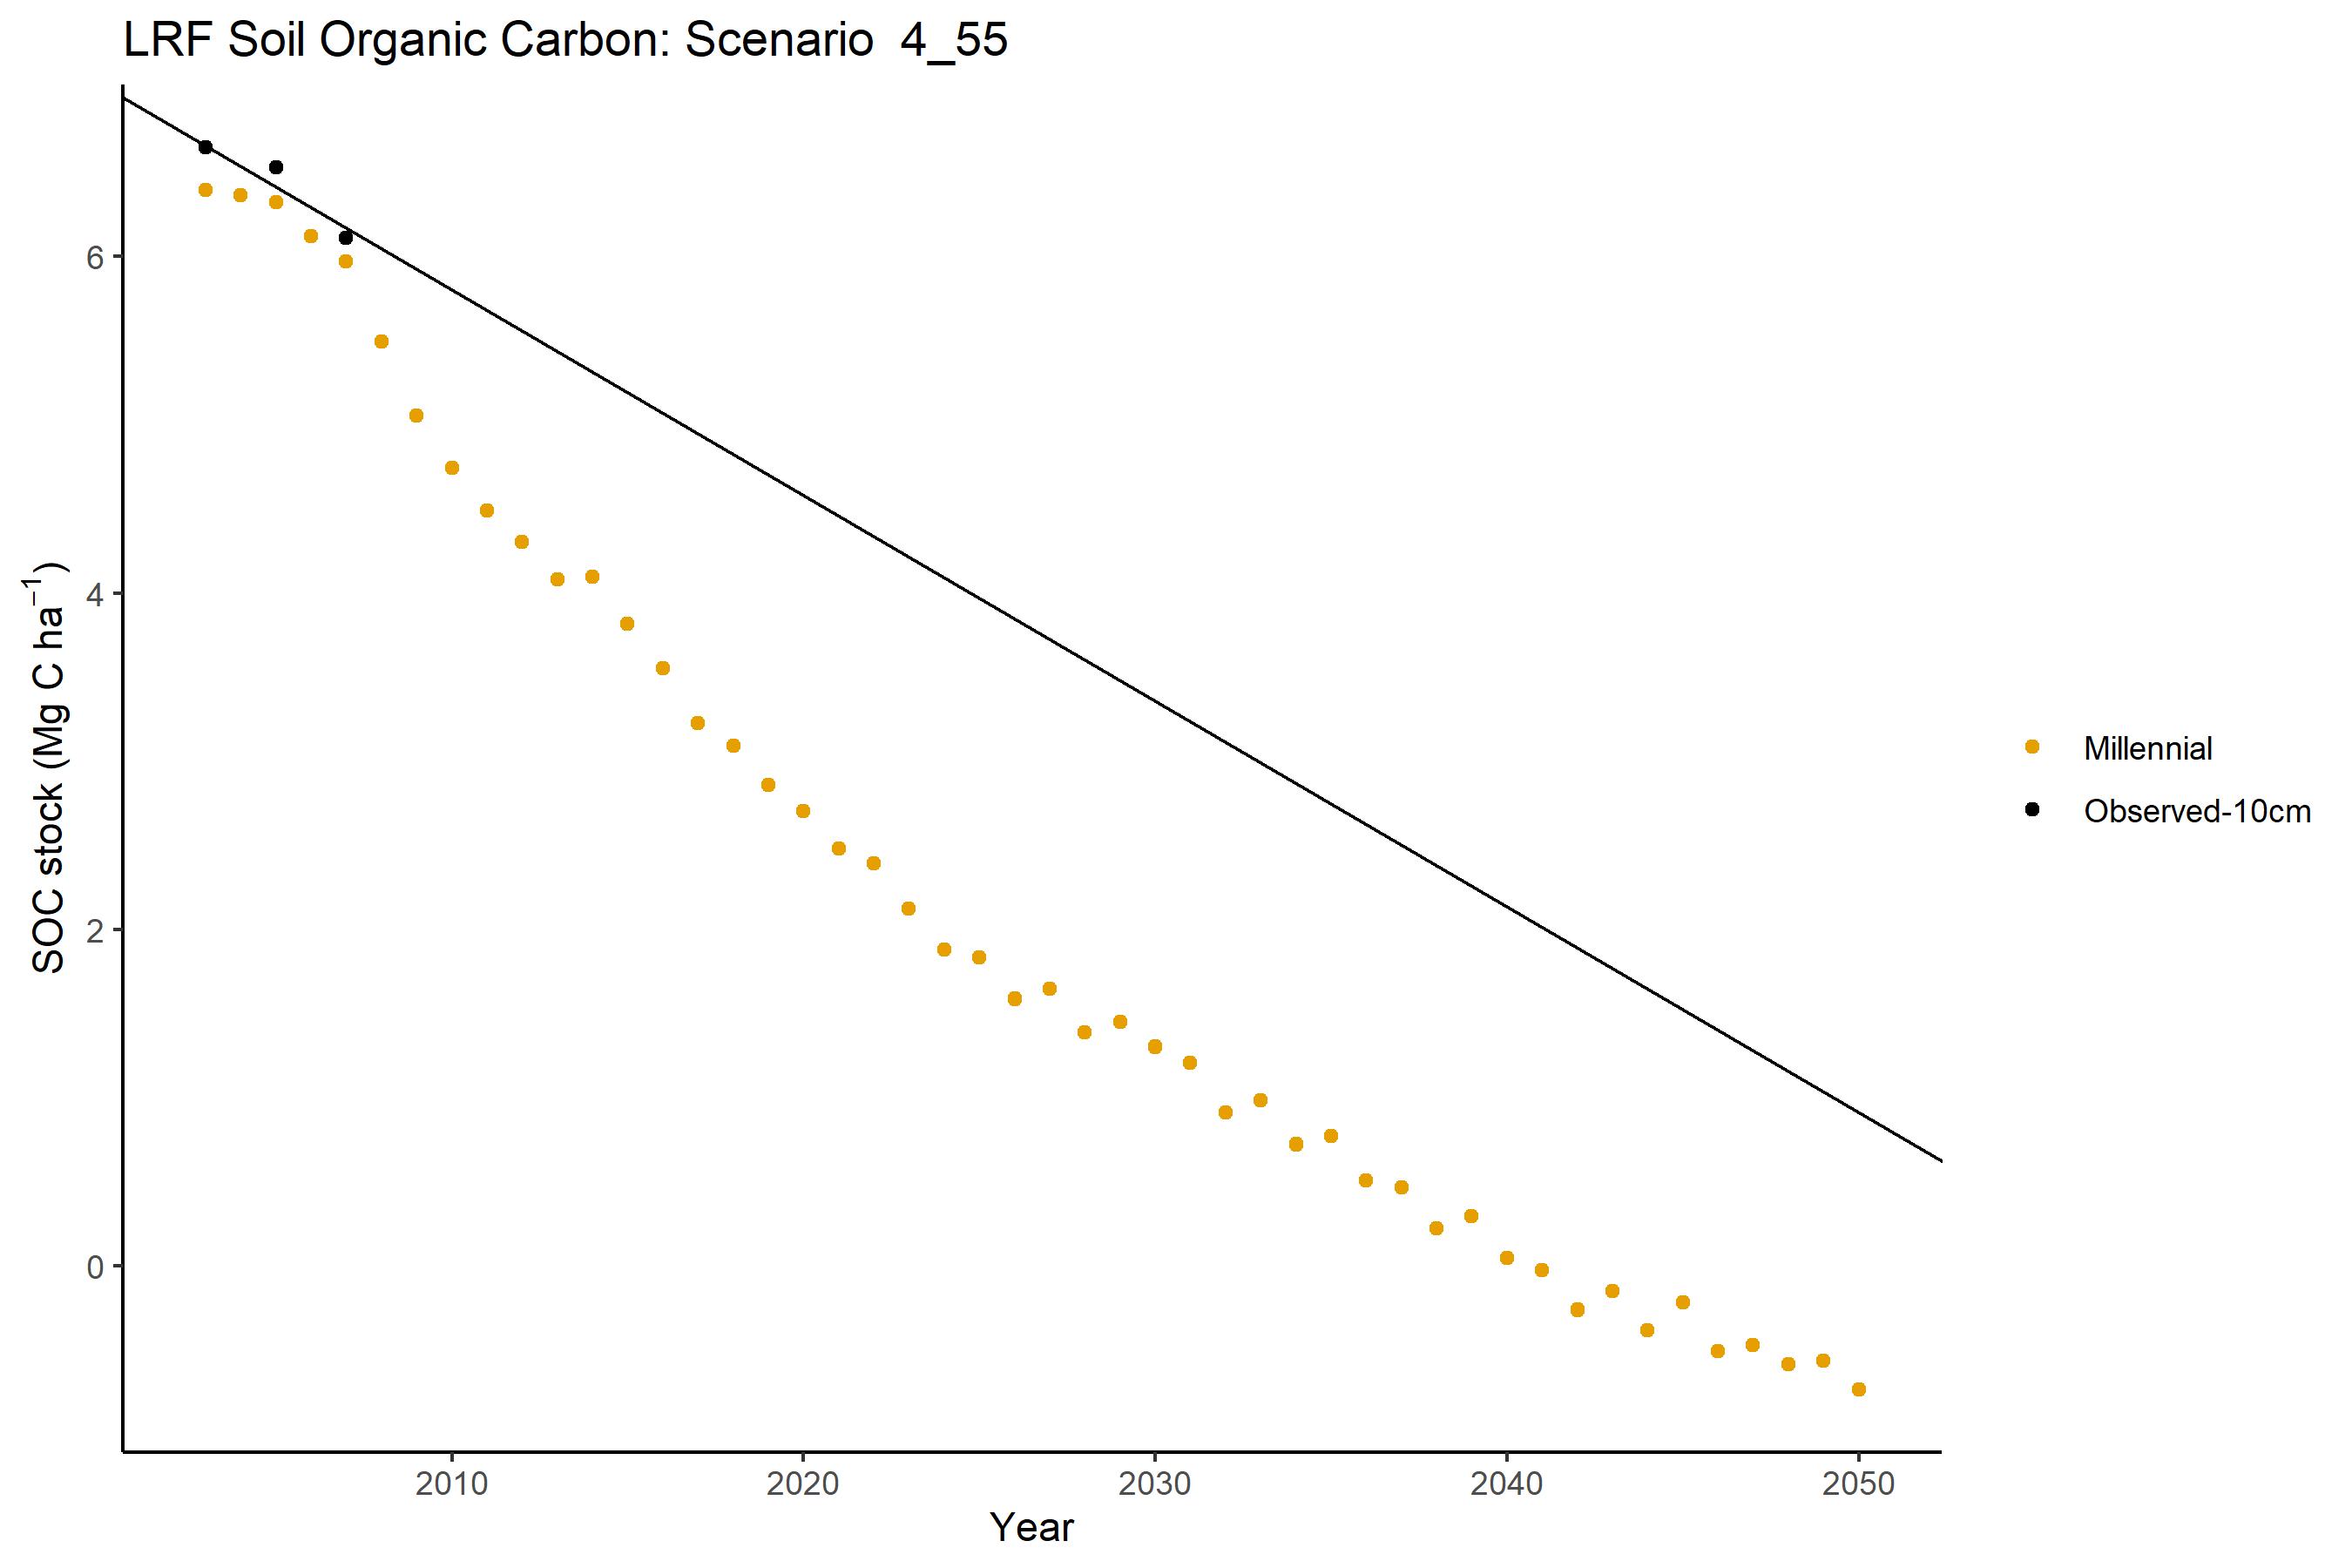 LRF Soil Organic Carbon: Scenario  4_55
SOC stock (Mg C ha⁻¹)
6
4
2
0
2010
2020
2030
2040
2050
Year
Millennial
Observed-10cm